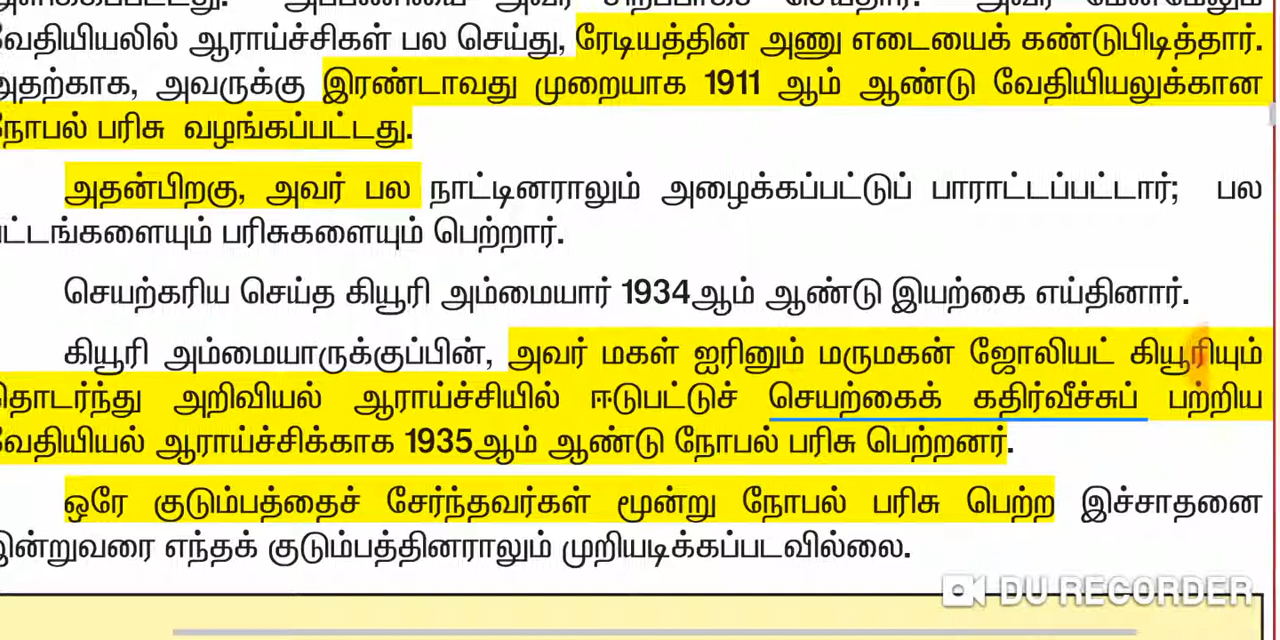 வேதியியலில் ஆராய்ச்சிகள் பல செய்து, ரேடியத்தின் அணு எடையைக் கண்டுபிடித்தார்.
அதற்காக, அவருக்கு இரண்டாவது முறையாக 1911 ஆம் ஆண்டு வேதியியலுக்கான
நோபல் பரிசு வழங்கப்பட்டது.
அதன்பிறகு, அவர் பல நாட்டினராலும் அழைக்கப்பட்டுப் பாராட்டப்பட்டார்; பல
பட்டங்களையும் பரிசுகளையும் பெற்றார்.
செயற்கரிய செய்த கியூரி அம்மையார் 1934ஆம் ஆண்டு இயற்கை எய்தினார்.
கியூரி அம்மையாருக்குப்பின், அவர் மகள் ஐரினும் மருமகன் ஜோலியட் கியூரியும்
தொடர்ந்து அறிவியல் ஆராய்ச்சியில் ஈடுபட்டுச் செயற்கைக் கதிர்வீச்சுப் பற்றிய
வேதியியல் ஆராய்ச்சிக்காக 1935ஆம் ஆண்டு நோபல் பரிசு பெற்றனர்.
ஒரே குடும்பத்தைச் சேர்ந்தவர்கள் மூன்று நோபல் பரிசு பெற்ற இச்சாதனை
இன்றுவரை எந்தக் குடும்பத்தினராலும் முறியடிக்கப்படவில்லை.
DU RECORDER